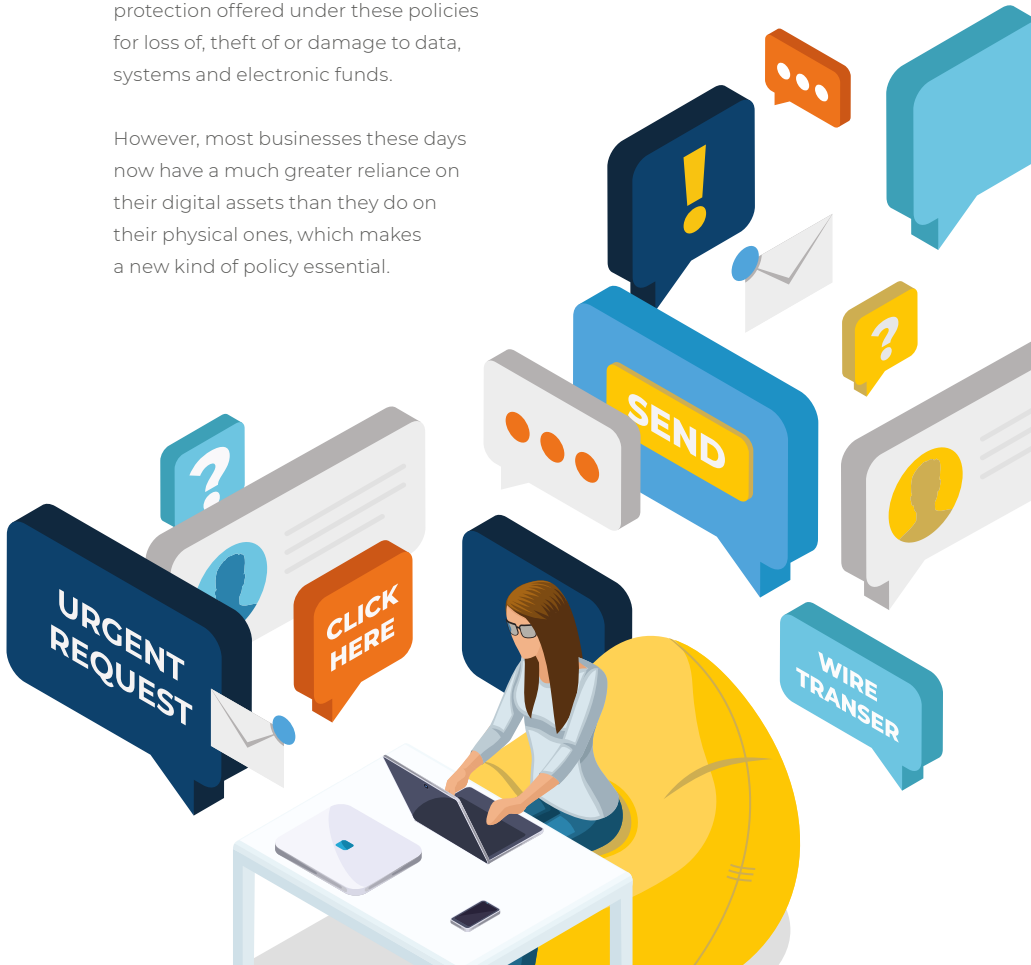 protection offered under these policies
for loss of, theft of or damage to data,
systems and electronic funds.
However, most businesses these days
now have a much greater reliance on
their digital assets than they do on
their physical ones, which makes
a new kind of policy essential.
!
?
SEND
?
URGENT
REQUEST
CLICK
HERE
WIRE
TRANSER